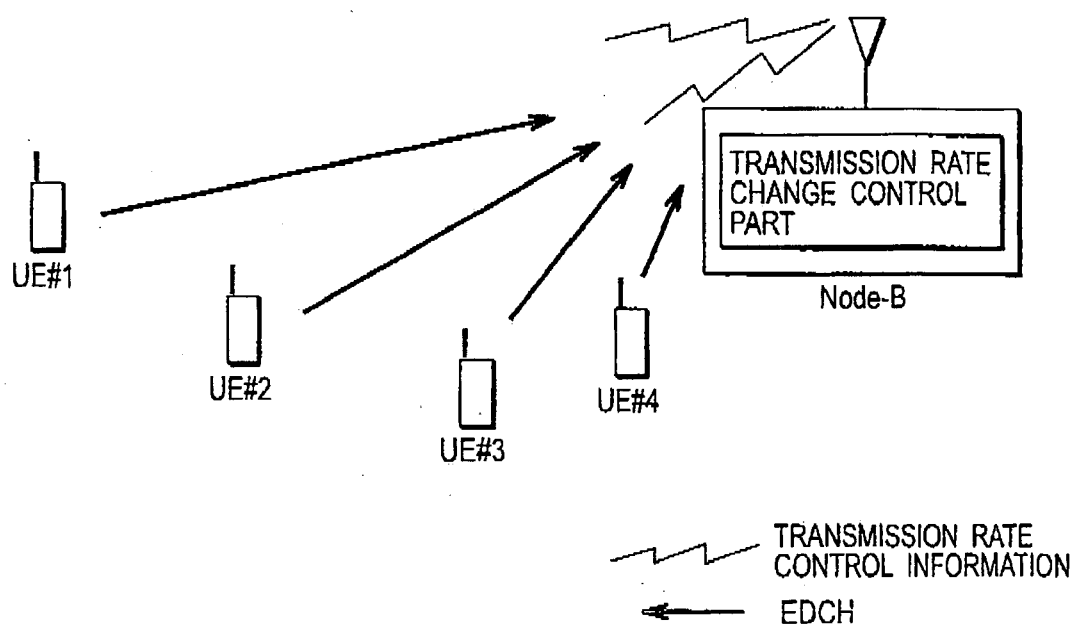 TRANSMISSION RATE
CHANGE CONTROL
PART
Node-B
UE#1
UE#2
UE#3
UE#4
TRANSMISSION RATE
CONTROL INFORMATION
EDCH